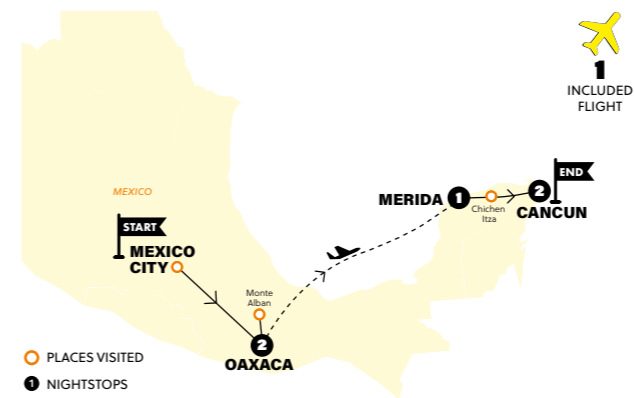 1
INCLUDED
FLIGHT
MEXICO
START
MEXICO
CITY
Monte
Alban
2
OAXACA
MERIDA
1
Chichen
Itza
2
END
CANCUN
PLACES VISITED
1 NIGHTSTOPS